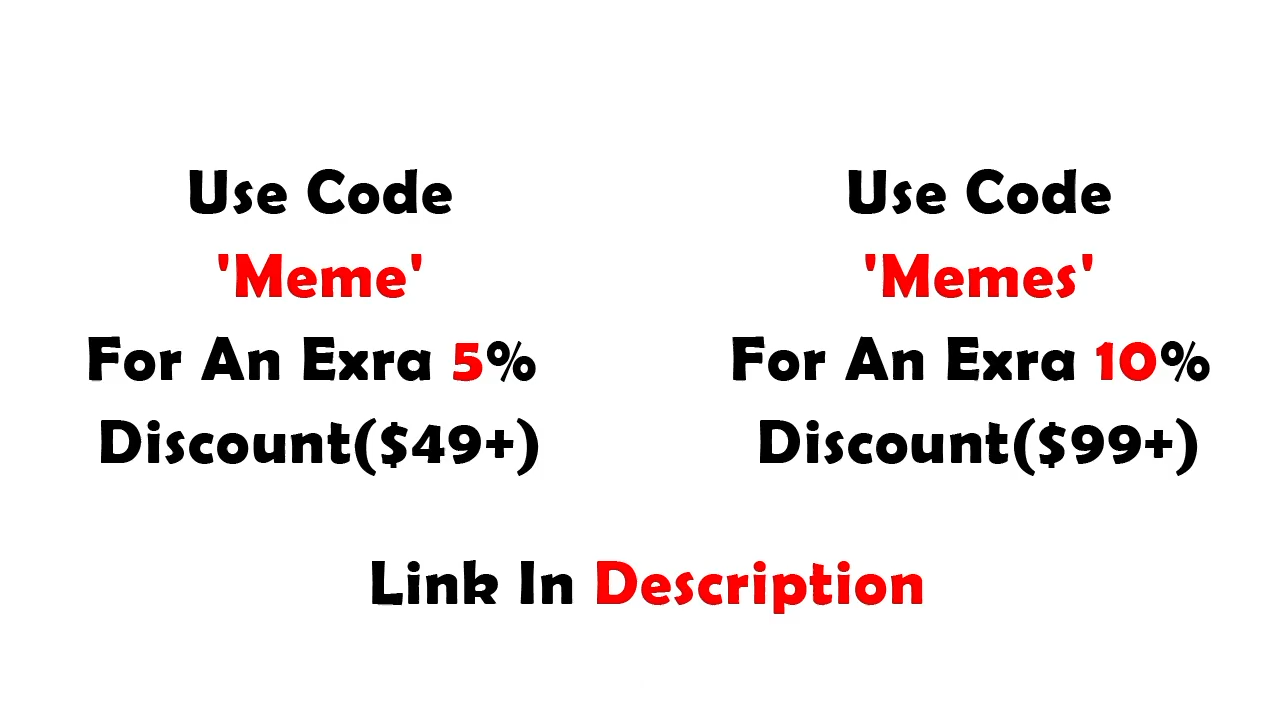 Use Code
'Meme'
For An Exra 5%
Discount($49+)
Use Code
'Memes'
For An Exra 10%
Discount($99+)
Link In Description